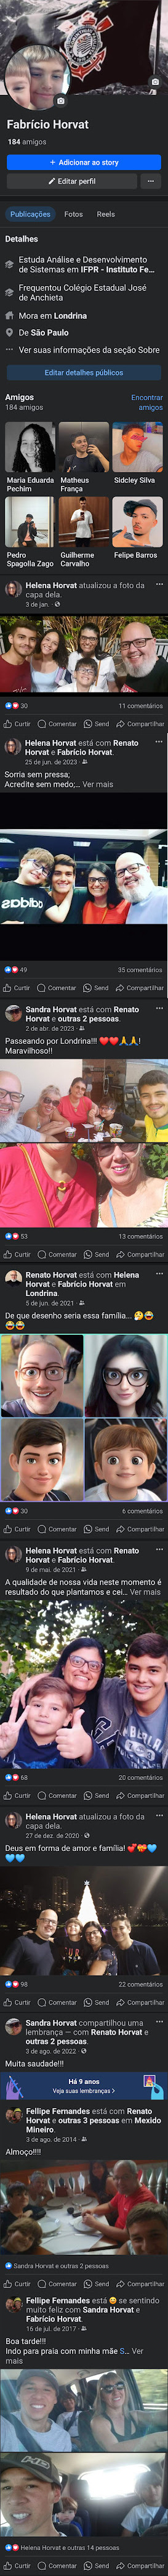 Fabrício Horvat
184 amigos
+ Adicionar ao story
Editar perfil
Publicações Fotos Reels
Detalhes
Estuda Análise e Desenvolvimento
de Sistemas em IFPR - Instituto Fe...
Frequentou Colégio Estadual José
de Anchieta
Mora em Londrina
De São Paulo
Ver suas informações da seção Sobre
Editar detalhes públicos
Amigos
184 amigos
Encontrar
amigos
Maria Eduarda
Pechim
Matheus
França
Sidcley Silva
Pedro
Spagolla Zago
Guilherme
Carvalho
Felipe Barros
Helena Horvat atualizou a foto da
capa dela.
3 de jan.
30 11 comentários
Curtir Comentar Send Compartilhar
Helena Horvat está com Renato
Horvat e Fabrício Horvat.
25 de jun. de 2023
Sorria sem pressa;
Acredite sem medo;... Ver mais
49 35 comentários
Curtir Comentar Send Compartilhar
Sandra Horvat está com Renato
Horvat e outras 2 pessoas.
2 de abr. de 2023
Passeando por Londrina!!! ❤️❤️🙏🙏!
Maravilhoso!!
53 13 comentários
Curtir Comentar Send Compartilhar
Renato Horvat está com Helena
Horvat e Fabrício Horvat em
Londrina.
5 de jun. de 2021
De que desenho seria essa família...
30 6 comentários
Curtir Comentar Send Compartilhar
Helena Horvat está com Renato
Horvat e Fabrício Horvat.
9 de mai. de 2021
A qualidade de nossa vida neste momento é
resultado do que plantamos e cei... Ver mais
68 20 comentários
Curtir Comentar Send Compartilhar
Helena Horvat atualizou a foto da
capa dela.
27 de dez. de 2020
Deus em forma de amor e família!
98 22 comentários
Curtir Comentar Send Compartilhar
Sandra Horvat compartilhou uma
lembrança — com Renato Horvat e
outras 2 pessoas.
3 de ago. de 2022
Muita saudade!!!
Há 9 anos
Veja suas lembranças >
Fellipe Fernandes está com Renato
Horvat e outras 3 pessoas em Mexido
Mineiro.
3 de ago. de 2014
Almoço!!!!
Sandra Horvat e outras 2 pessoas
Curtir Comentar Send Compartilhar
Fellipe Fernandes está se sentindo
muito feliz com Sandra Horvat e
Fabrício Horvat.
16 de jul. de 2017
Boa tarde!!!
Indo para praia com minha mãe S... Ver
mais
Helena Horvat e outras 14 pessoas
Curtir Comentar Send Compartilhar